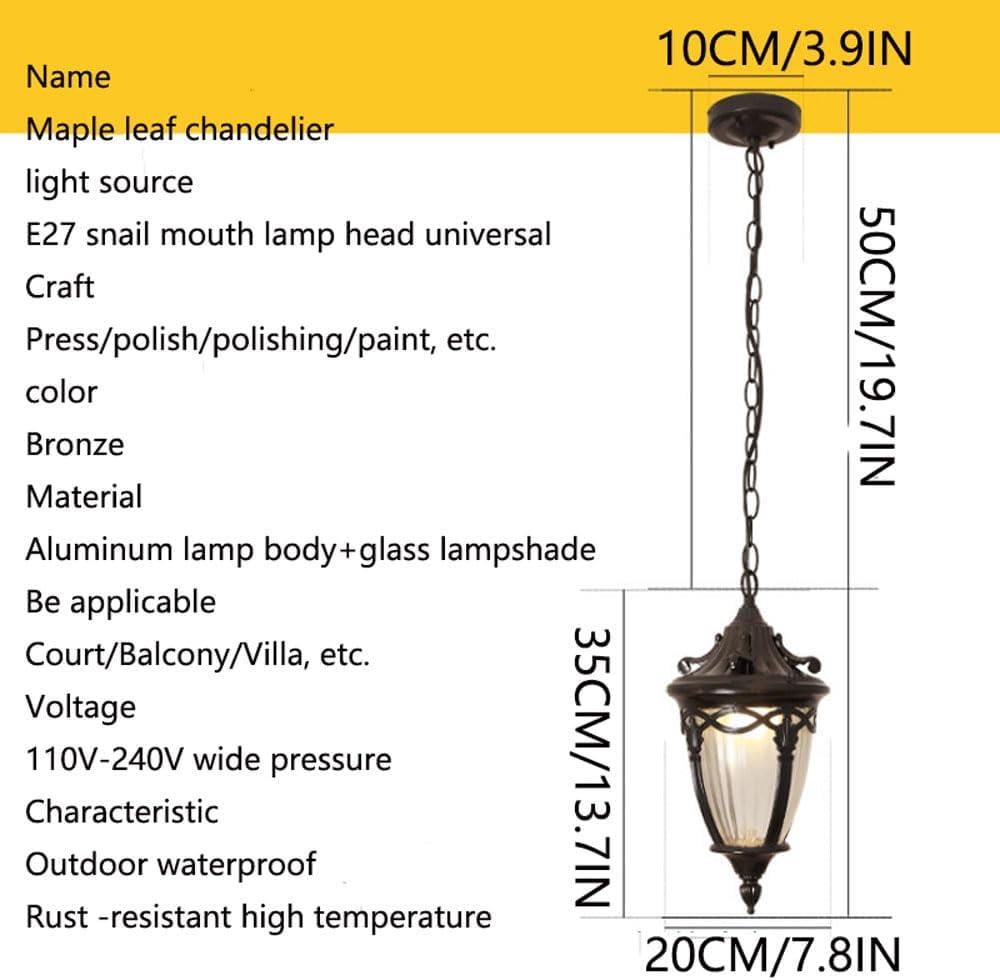 10CM/3.9IN
Name
Maple leaf chandelier
light source
E27 snail mouth lamp head universal
Craft
Press/polish/polishing/paint, etc.
color
Bronze
Material
Aluminum lamp body+glass lampshade
Be applicable
Court/Balcony/Villa, etc.
Voltage
110V-240V wide pressure
Characteristic
Outdoor waterproof
Rust -resistant high temperature
50CM/19.7IN
35CM/13.7IN
20CM/7.8IN